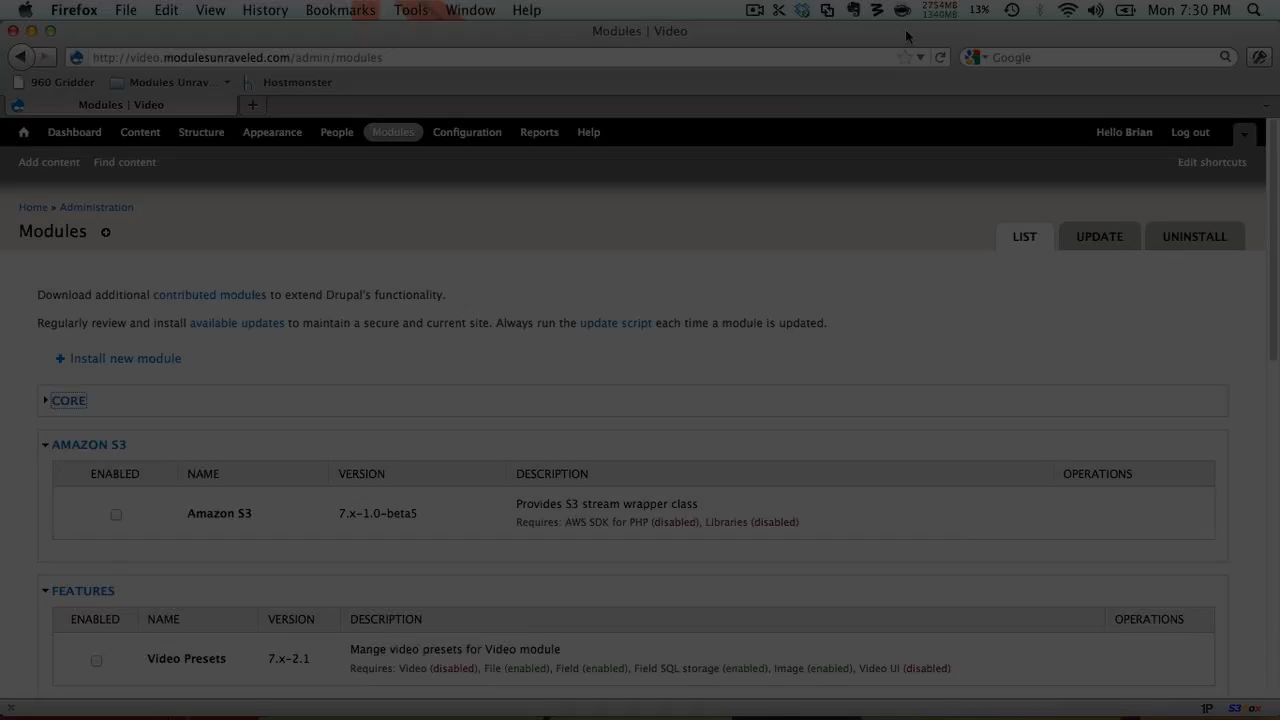 Firefox File Edit View History Bookmarks Tools Window Help 2754MB 1340MB 13% Mon 7:30 PM
Modules | Video
http://video.modulesunraveled.com/admin/modules Google
960 Gridder Modules Unrav... Hostmonster
Modules | Video
Dashboard Content Structure Appearance People Modules Configuration Reports Help Hello Brian Log out
Add content Find content Edit shortcuts
Home » Administration
Modules LIST UPDATE UNINSTALL
Download additional contributed modules to extend Drupal's functionality.
Regularly review and install available updates to maintain a secure and current site. Always run the update script each time a module is updated.
+ Install new module
CORE
AMAZON S3
ENABLED NAME VERSION DESCRIPTION OPERATIONS
Amazon S3 7.x-1.0-beta5 Provides S3 stream wrapper class
Requires: AWS SDK for PHP (disabled), Libraries (disabled)
FEATURES
ENABLED NAME VERSION DESCRIPTION OPERATIONS
Video Presets 7.x-2.1 Mange video presets for Video module
Requires: Video (disabled), File (enabled), Field (enabled), Field SQL storage (enabled), Image (enabled), Video UI (disabled)
1P S3Fox